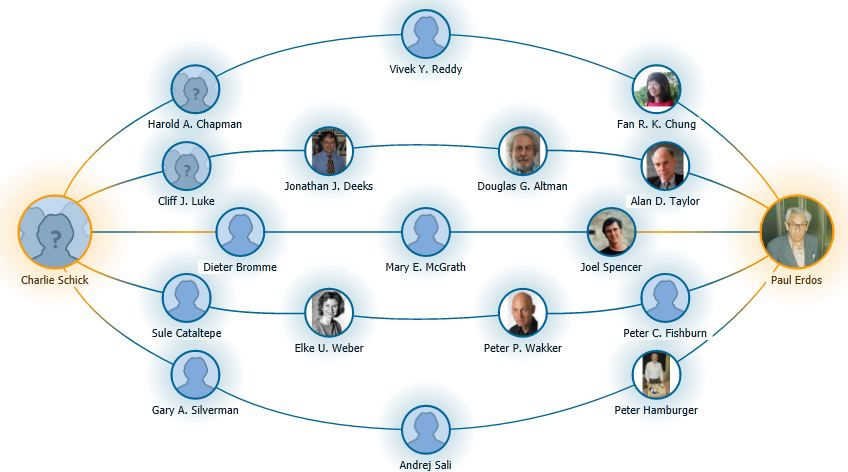 Vivek Y. Reddy
Harold A. Chapman
Fan R. K. Chung
Jonathan J. Deeks
Douglas G. Altman
Cliff J. Luke
Alan D. Taylor
Charlie Schick
Dieter Bromme
Mary E. McGrath
Joel Spencer
Paul Erdos
Sule Cataltepe
Elke U. Weber
Peter P. Wakker
Peter C. Fishburn
Gary A. Silverman
Peter Hamburger
Andrej Sali